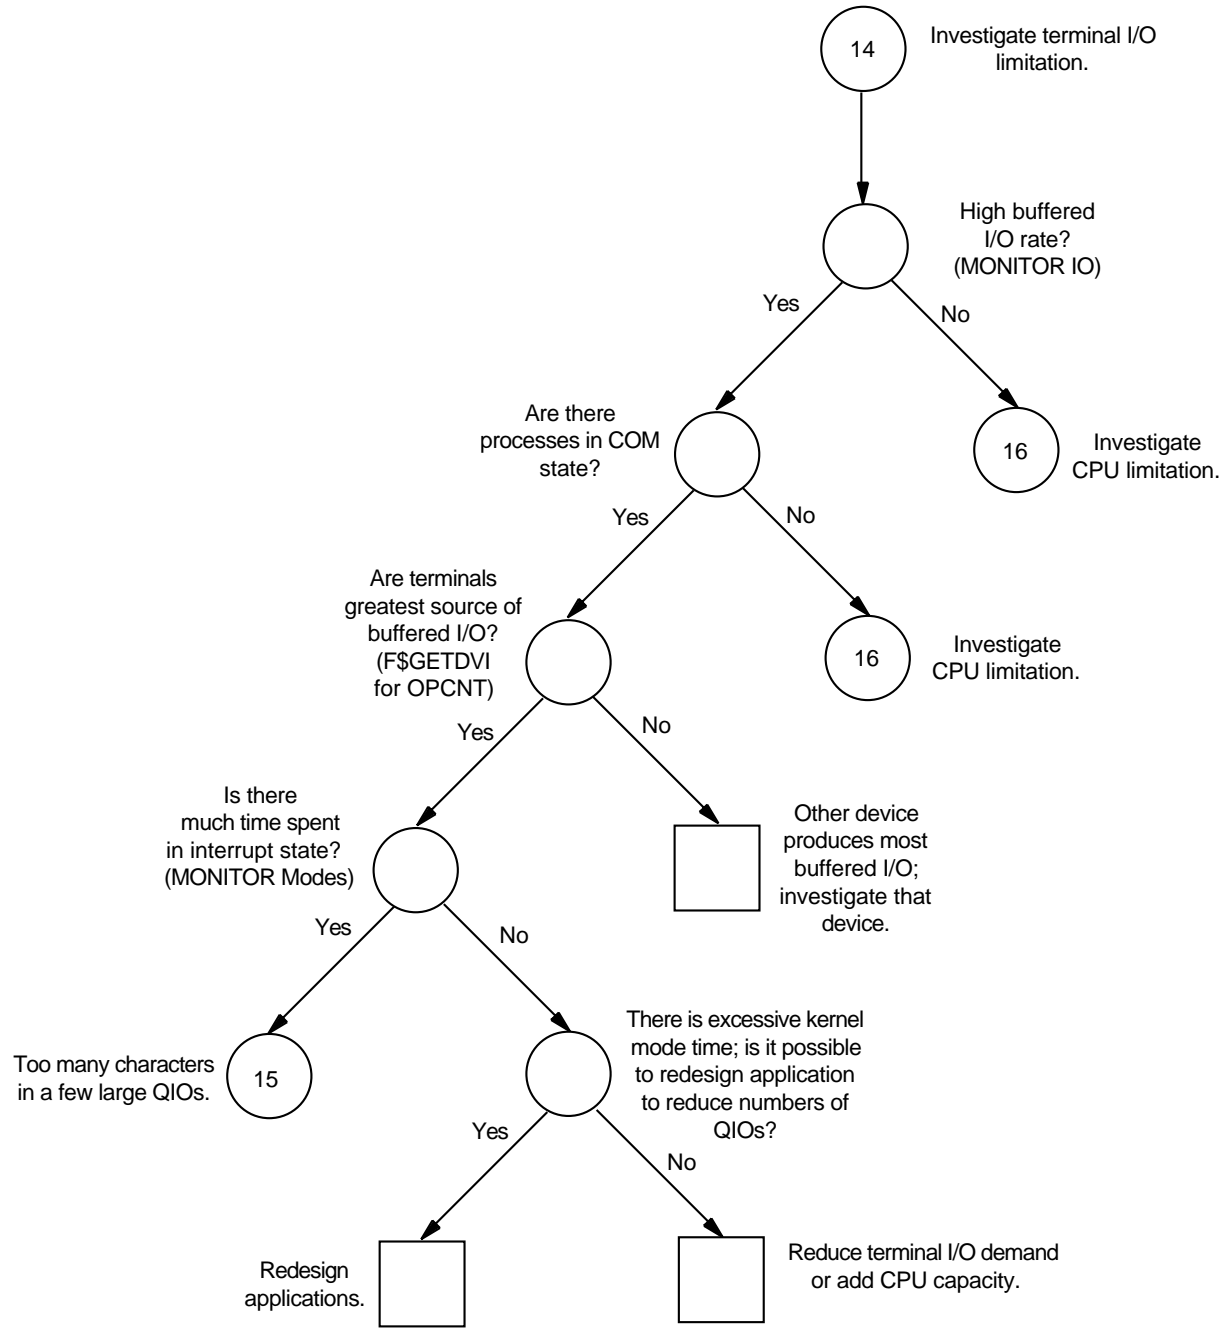 14
Investigate terminal I/O
limitation.
High buffered
I/O rate?
(MONITOR IO)
Yes
No
Are there
processes in COM
state?
16
Investigate
CPU limitation.
Yes
No
Are terminals
greatest source of
buffered I/O?
(F$GETDVI
for OPCNT)
16
Investigate
CPU limitation.
Yes
No
Is there
much time spent
in interrupt state?
(MONITOR Modes)
Other device
produces most
buffered I/O;
investigate that
device.
Yes
No
Too many characters
in a few large QIOs.
15
There is excessive kernel
mode time; is it possible
to redesign application
to reduce numbers of
QIOs?
Yes
No
Redesign
applications.
Reduce terminal I/O demand
or add CPU capacity.